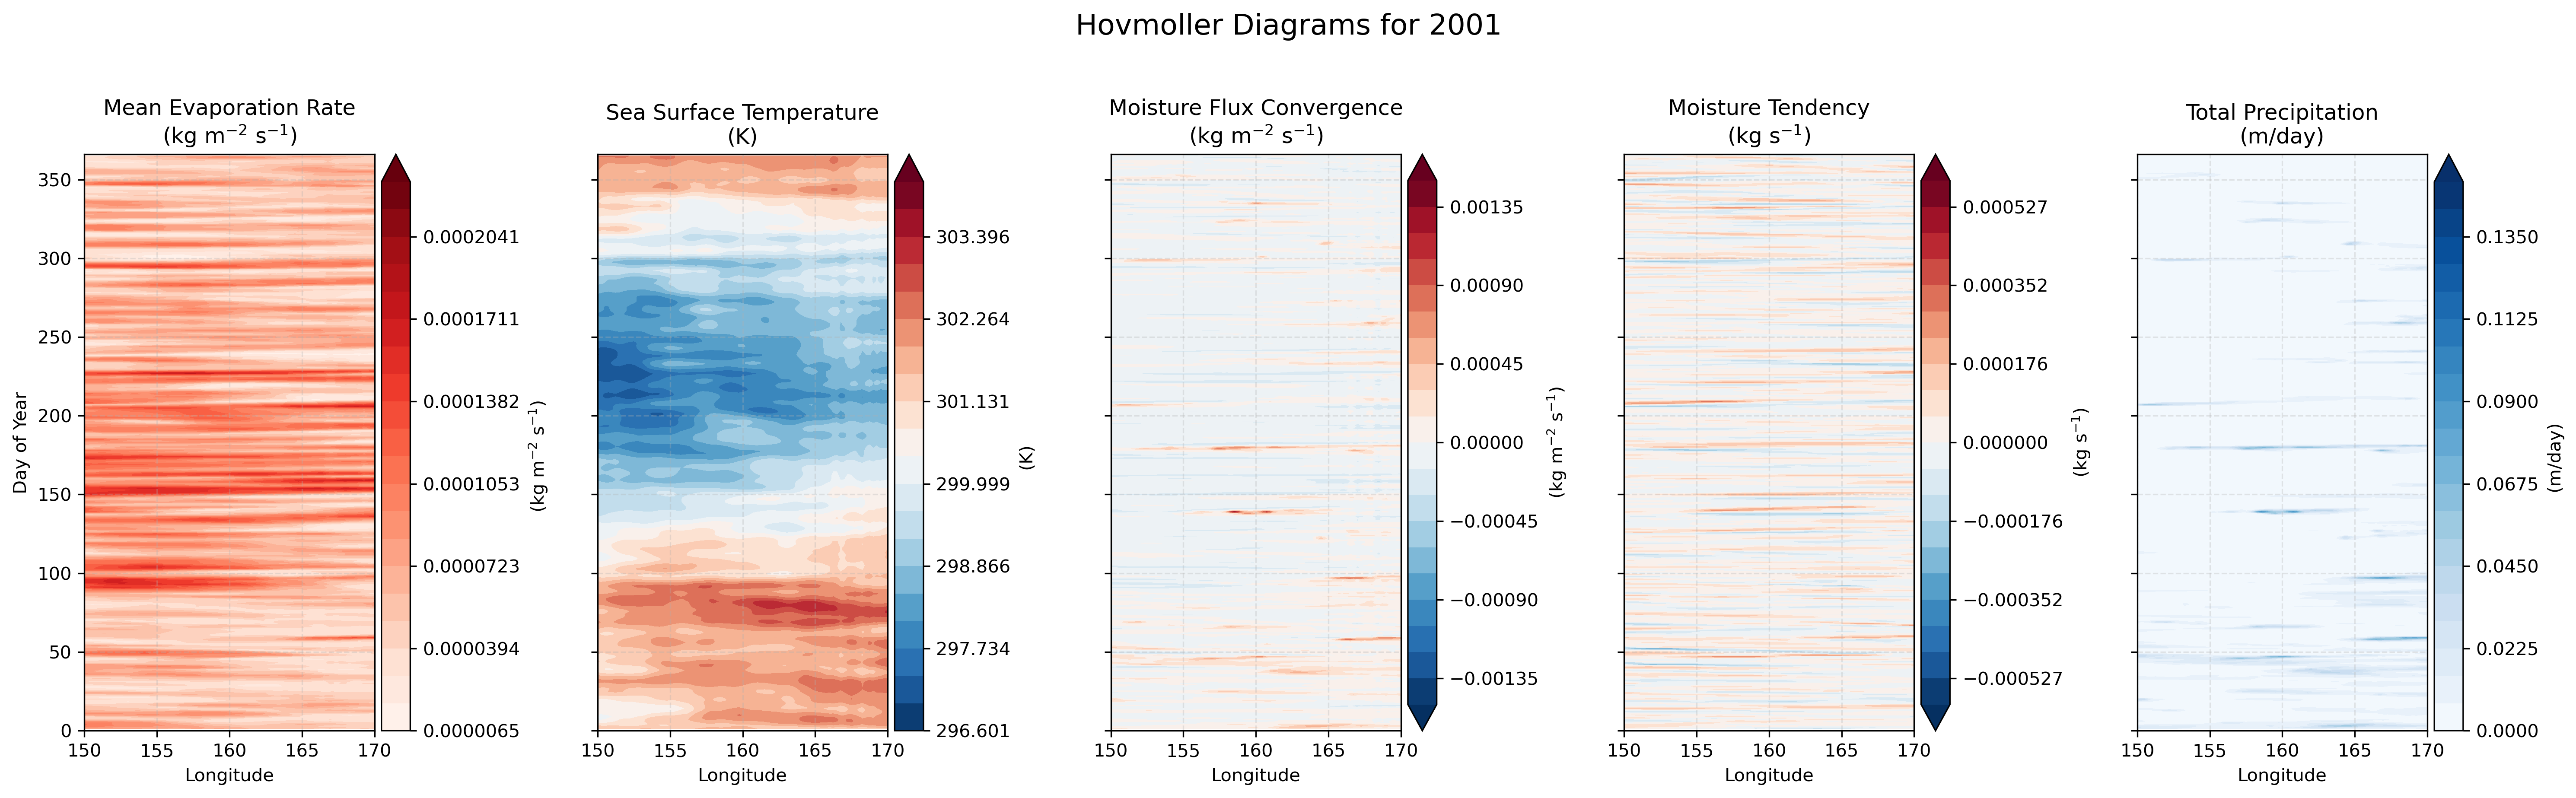 Hovmoller Diagrams for 2001
Mean Evaporation Rate
(kg m⁻² s⁻¹)
Day of Year
350
300
250
200
150
100
50
0
150 155 160 165 170
Longitude
0.0002041
0.0001711
0.0001382
0.0001053
0.0000723
0.0000394
0.0000065
(kg m⁻² s⁻¹)
Sea Surface Temperature
(K)
150 155 160 165 170
Longitude
303.396
302.264
301.131
299.999
298.866
297.734
296.601
(K)
Moisture Flux Convergence
(kg m⁻² s⁻¹)
150 155 160 165 170
Longitude
0.00135
0.00090
0.00045
0.00000
−0.00045
−0.00090
−0.00135
(kg m⁻² s⁻¹)
Moisture Tendency
(kg s⁻¹)
150 155 160 165 170
Longitude
0.000527
0.000352
0.000176
0.000000
−0.000176
−0.000352
−0.000527
(kg s⁻¹)
Total Precipitation
(m/day)
150 155 160 165 170
Longitude
0.1350
0.1125
0.0900
0.0675
0.0450
0.0225
0.0000
(m/day)